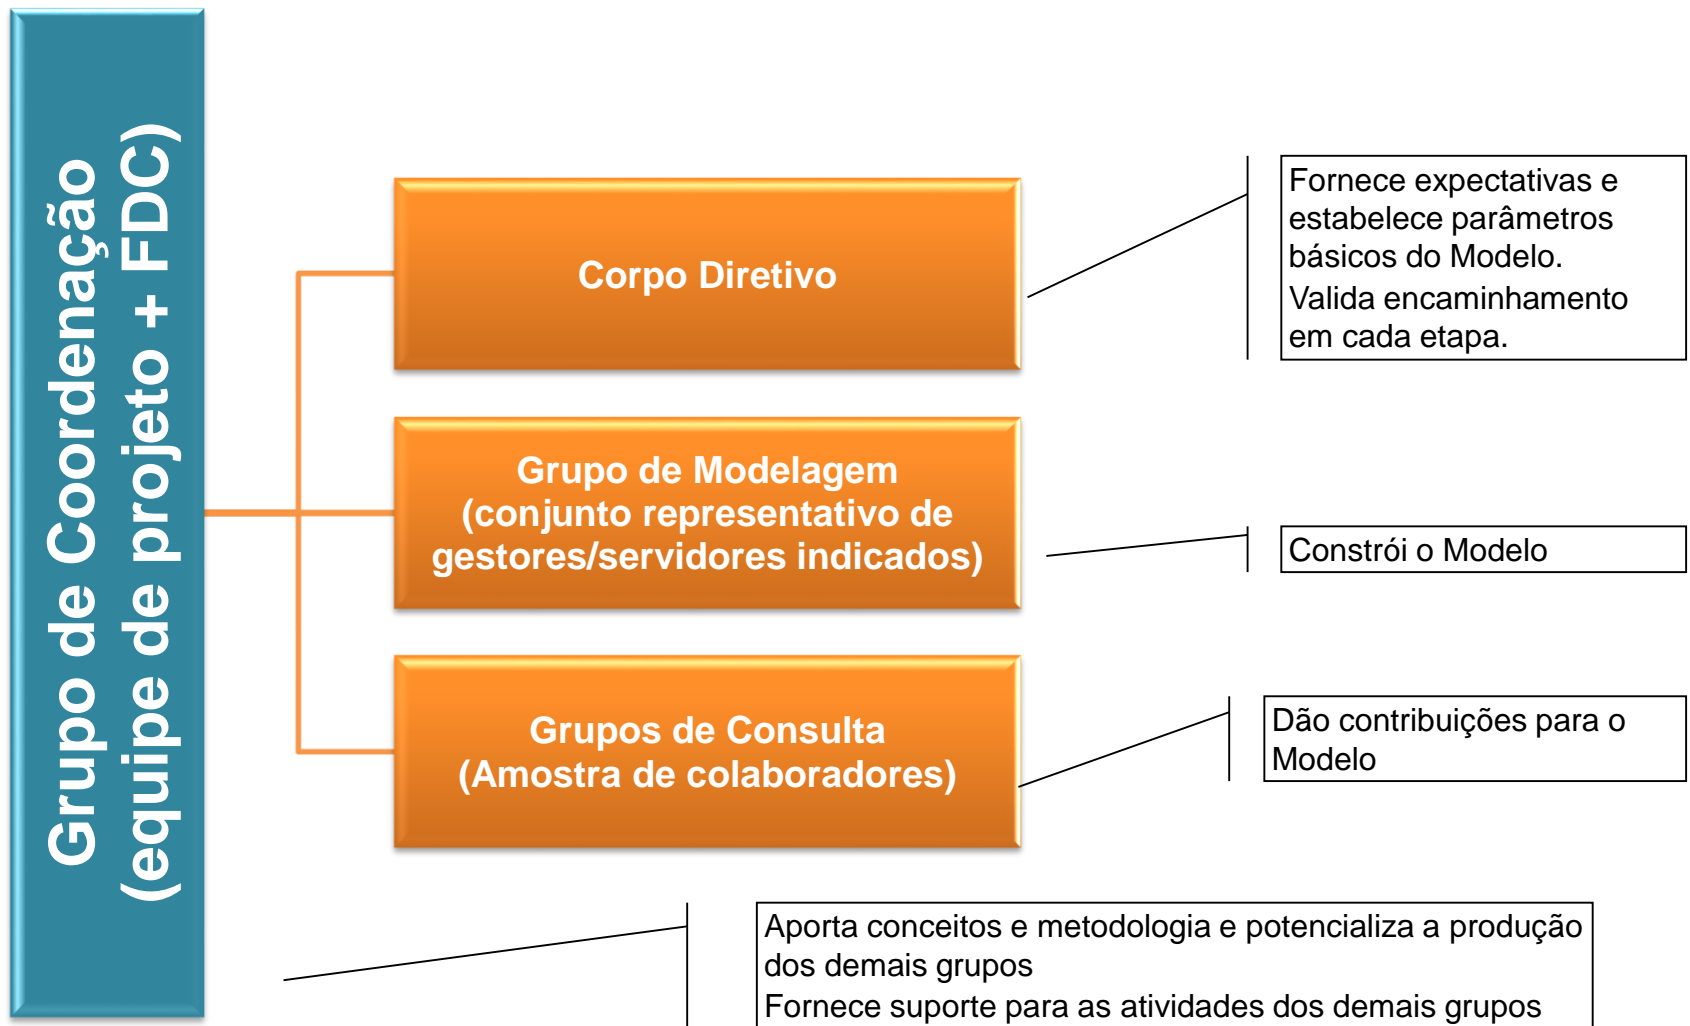 Grupo de Coordenação
(equipe de projeto + FDC)
Corpo Diretivo
Fornece expectativas e
estabelece parâmetros
básicos do Modelo.
Valida encaminhamento
em cada etapa.
Grupo de Modelagem
(conjunto representativo de
gestores/servidores indicados)
Constrói o Modelo
Grupos de Consulta
(Amostra de colaboradores)
Dão contribuições para o
Modelo
Aporta conceitos e metodologia e potencializa a produção
dos demais grupos
Fornece suporte para as atividades dos demais grupos